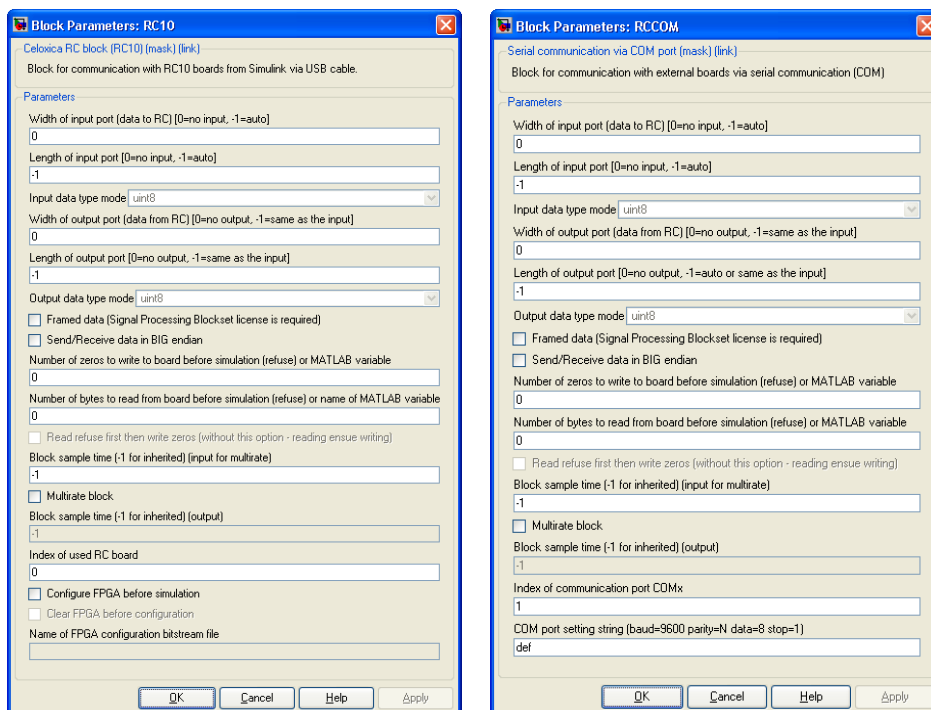 Block Parameters: RC10
Celoxica RC block (RC10) (mask) (link)
Block for communication with RC10 boards from Simulink via USB cable.
Parameters
Width of input port (data to RC) [0=no input, -1=auto]
0
Length of input port [0=no input, -1=auto]
-1
Input data type mode uint8
Width of output port (data from RC) [0=no output, -1=same as the input]
0
Length of output port [0=no output, -1=same as the input]
-1
Output data type mode uint8
Framed data (Signal Processing Blockset license is required)
Send/Receive data in BIG endian
Number of zeros to write to board before simulation (refuse) or MATLAB variable
0
Number of bytes to read from board before simulation (refuse) or name of MATLAB variable
0
Read refuse first then write zeros (without this option - reading ensue writing)
Block sample time (-1 for inherited) (input for multirate)
-1
Multirate block
Block sample time (-1 for inherited) (output)
-1
Index of used RC board
0
Configure FPGA before simulation
Clear FPGA before configuration
Name of FPGA configuration bitstream file
OK Cancel Help Apply
Block Parameters: RCCOM
Serial communication via COM port (mask) (link)
Block for communication with external boards via serial communication (COM)
Parameters
Width of input port (data to RC) [0=no input, -1=auto]
0
Length of input port [0=no input, -1=auto]
-1
Input data type mode uint8
Width of output port (data from RC) [0=no output, -1=same as the input]
0
Length of output port [0=no output, -1=auto or same as the input]
-1
Output data type mode uint8
Framed data (Signal Processing Blockset license is required)
Send/Receive data in BIG endian
Number of zeros to write to board before simulation (refuse) or MATLAB variable
0
Number of bytes to read from board before simulation (refuse) or MATLAB variable
0
Read refuse first then write zeros (without this option - reading ensue writing)
Block sample time (-1 for inherited) (input for multirate)
-1
Multirate block
Block sample time (-1 for inherited) (output)
-1
Index of communication port COMx
1
COM port setting string (baud=9600 parity=N data=8 stop=1)
def
OK Cancel Help Apply